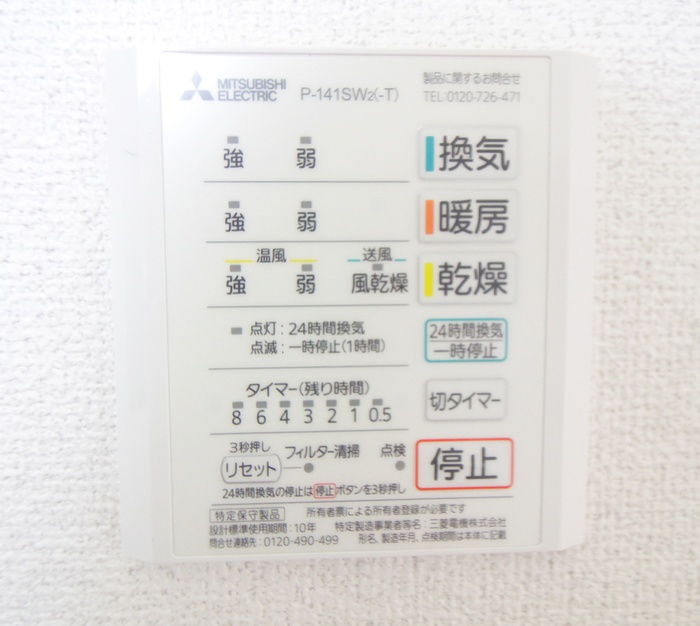 MITSUBISHI ELECTRIC P-141SW2(-T)
製品に関するお問合せ
TEL:0120-726-471
強 弱 換気
強 弱 暖房
温風 送風
強 弱 風乾燥 乾燥
点灯:24時間換気
点滅:一時停止(1時間)
24時間換気
一時停止
タイマー(残り時間)
8 6 4 3 2 1 0.5
切タイマー
3秒押し
リセット フィルター清掃 点検
停止
24時間換気の停止は停止ボタンを3秒押し
特定保守製品 所有者票による所有者登録が必要です
設計標準使用期間:10年 特定製造事業者等名:三菱電機株式会社
問合せ連絡先:0120-490-499 形名、製造年月、点検期間は本体に記載